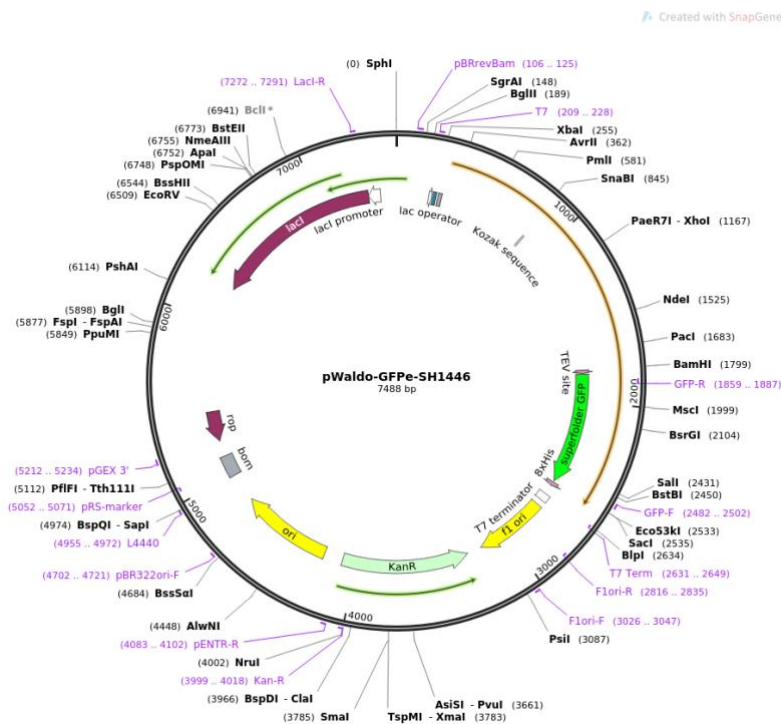 Created with SnapGene
(0) SphI
pBRrevBam (106 .. 125)
SgrAI (148)
BglII (189)
T7 (209 .. 228)
XbaI (255)
AvrII (362)
PmlI (581)
SnaBI (845)
PaeR7I - XhoI (1167)
NdeI (1525)
PacI (1683)
BamHI (1799)
GFP-R (1859 .. 1887)
MscI (1999)
BsrGI (2104)
SalI (2431)
BstBI (2450)
GFP-F (2482 .. 2502)
Eco53kI (2533)
SacI (2535)
BlpI (2634)
T7 Term (2631 .. 2649)
F1ori-R (2816 .. 2835)
F1ori-F (3026 .. 3047)
PsiI (3087)
AsiSI - PvuI (3661)
TspMI - XmaI (3783)
(3785) SmaI
(3966) BspDI - ClaI
(3999 .. 4018) Kan-R
(4002) NruI
(4083 .. 4102) pENTR-R
(4448) AlwNI
(4684) BssSαI
(4702 .. 4721) pBR322ori-F
(4955 .. 4972) L4440
(4974) BspQI - SapI
(5052 .. 5071) pRS-marker
(5112) PflFI - Tth111I
(5212 .. 5234) pGEX 3'
(5849) PpuMI
(5877) FspI - FspAI
(5898) BglI
(6114) PshAI
(6509) EcoRV
(6544) BssHII
(6748) PspOMI
(6752) ApaI
(6755) NmeAIII
(6773) BstEII
(6941) BclI*
(7272 .. 7291) LacI-R
1000
2000
3000
4000
5000
6000
7000
lacI
lacI promoter
lac operator
Kozak sequence
TEV site
superfolder GFP
8xHis
T7 terminator
f1 ori
KanR
ori
bom
rop
pWaldo-GFPe-SH1446
7488 bp